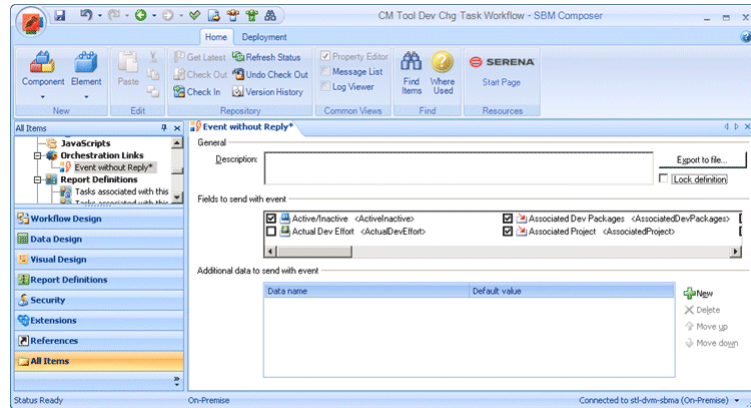 CM Tool Dev Chg Task Workflow - SBM Composer
Home Deployment
Component Element Paste Get Latest Refresh Status Property Editor Find Items Where Used SERENA
Check Out Undo Check Out Message List Start Page
Check In Version History Log Viewer
New Edit Repository Common Views Find Resources
All Items Event without Reply*
JavaScripts General
Orchestration Links Description: Export to file...
Event without Reply* Lock definition
Report Definitions
Tasks associated with this Fields to send with event
Tasks associated with this
Workflow Design Active/Inactive <ActiveInactive> Associated Dev Packages <AssociatedDevPackages>
Data Design Actual Dev Effort <ActualDevEffort> Associated Project <AssociatedProject>
Visual Design
Report Definitions Additional data to send with event
Security Data name Default value New
Extensions Delete
References Move up
All Items Move down
Status Ready On-Premise Connected to stl-dvm-sbma (On-Premise)